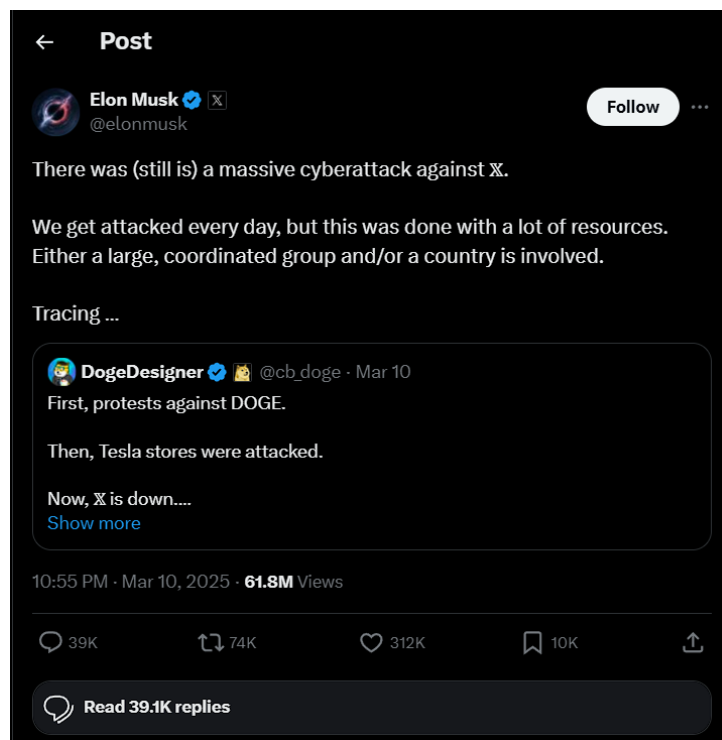 Post
Elon Musk
@elonmusk
Follow
There was (still is) a massive cyberattack against 𝕏.
We get attacked every day, but this was done with a lot of resources.
Either a large, coordinated group and/or a country is involved.
Tracing ...
DogeDesigner @cb_doge · Mar 10
First, protests against DOGE.
Then, Tesla stores were attacked.
Now, 𝕏 is down....
Show more
10:55 PM · Mar 10, 2025 · 61.8M Views
39K 74K 312K 10K
Read 39.1K replies